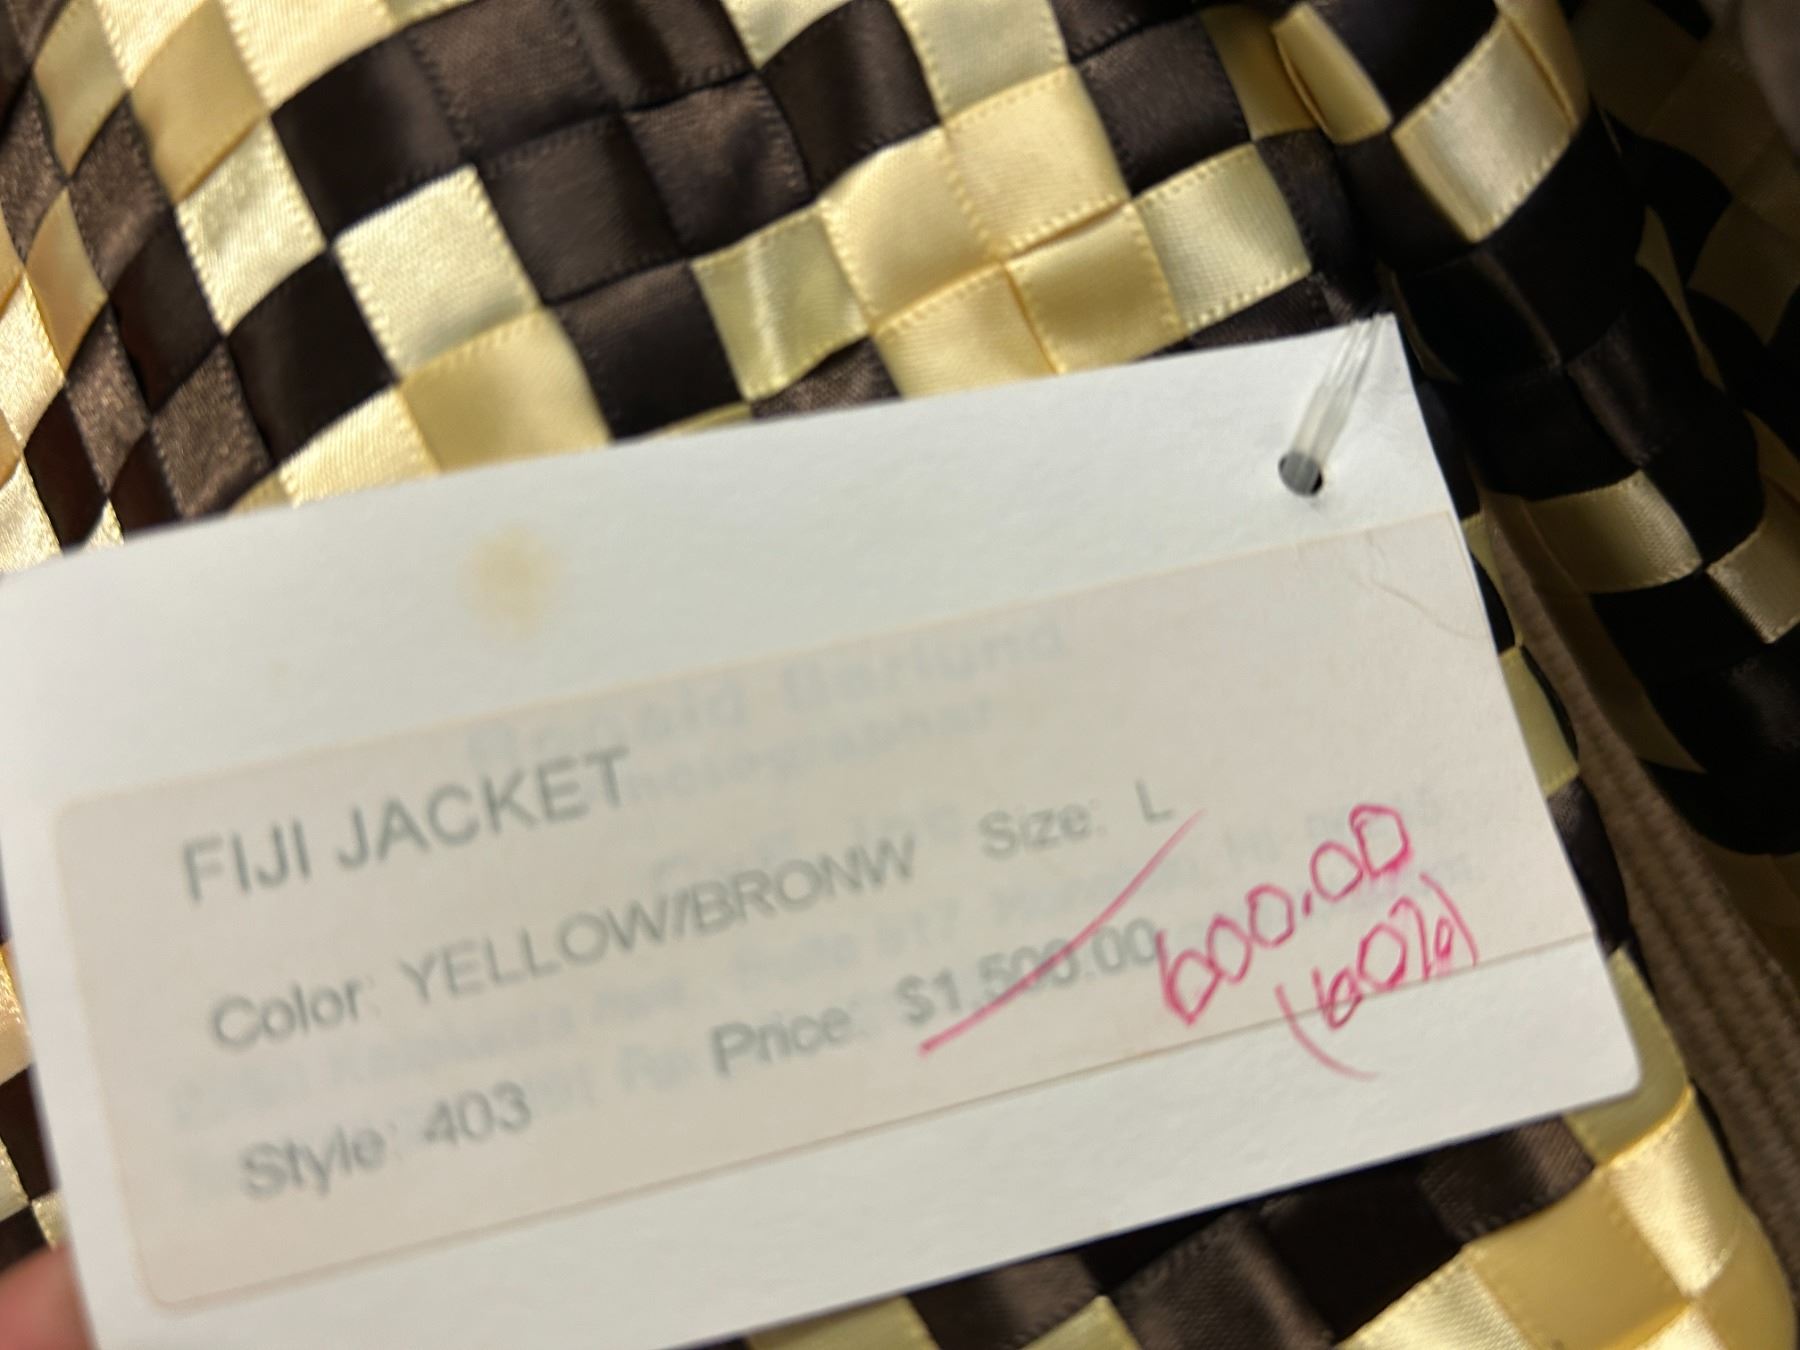 FIJI JACKET
Color: YELLOW/BRONW Size: L
Style: 403 Price: $1,500.00 600.00
(60%)